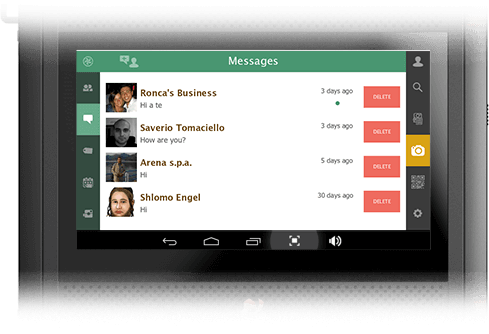 Messages
Ronca's Business
3 days ago
Hi a te
DELETE
Saverio Tomaciello
3 days ago
How are you?
DELETE
Arena s.p.a.
5 days ago
Hi
DELETE
Shlomo Engel
30 days ago
Hi
DELETE